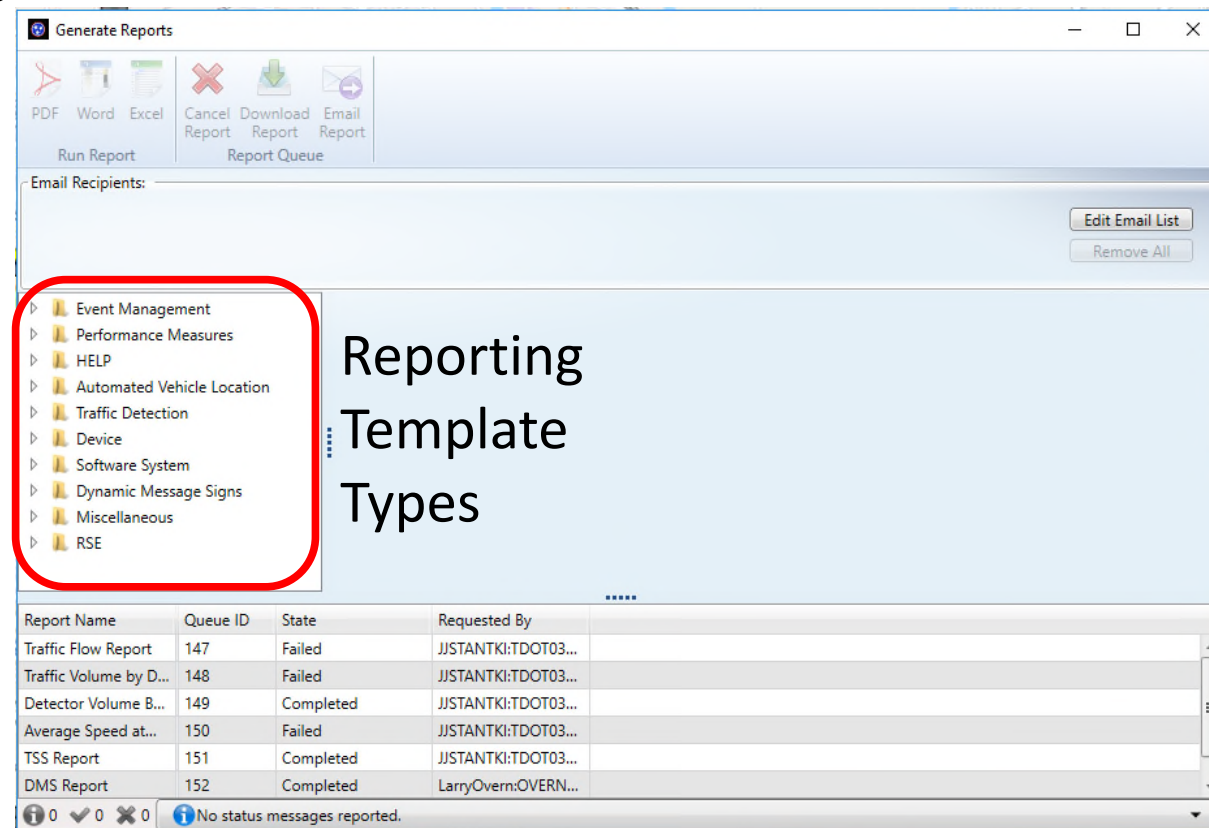 Generate Reports
PDF Word Excel Cancel Report Download Report Email Report
Run Report Report Queue
Email Recipients:
Edit Email List
Remove All
Event Management
Performance Measures
HELP
Automated Vehicle Location
Traffic Detection
Device
Software System
Dynamic Message Signs
Miscellaneous
RSE
Reporting
Template
Types
Report Name Queue ID State Requested By
Traffic Flow Report 147 Failed JJSTANTKI:TDOT03...
Traffic Volume by D... 148 Failed JJSTANTKI:TDOT03...
Detector Volume B... 149 Completed JJSTANTKI:TDOT03...
Average Speed at... 150 Failed JJSTANTKI:TDOT03...
TSS Report 151 Completed JJSTANTKI:TDOT03...
DMS Report 152 Completed LarryOvern:OVERN...
0 0 0 No status messages reported.